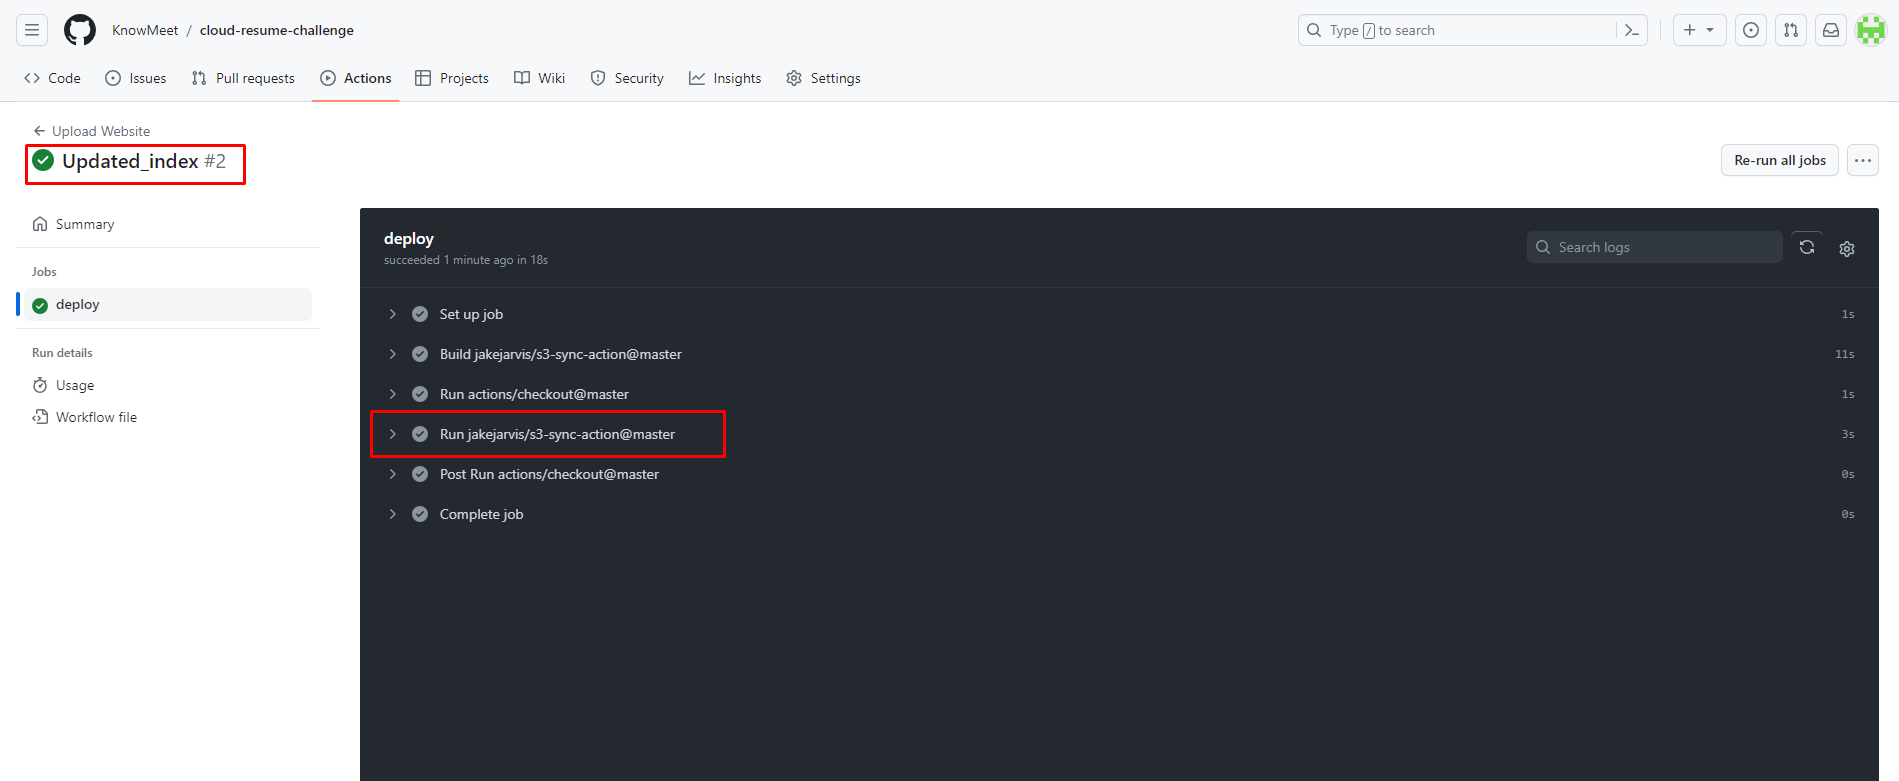 KnowMeet / cloud-resume-challenge
Type / to search
Code Issues Pull requests Actions Projects Wiki Security Insights Settings
Upload Website
Updated_index #2
Re-run all jobs
Summary
Jobs
deploy
Run details
Usage
Workflow file
deploy
succeeded 1 minute ago in 18s
Search logs
Set up job 1s
Build jakejarvis/s3-sync-action@master 11s
Run actions/checkout@master 1s
Run jakejarvis/s3-sync-action@master 3s
Post Run actions/checkout@master 0s
Complete job 0s